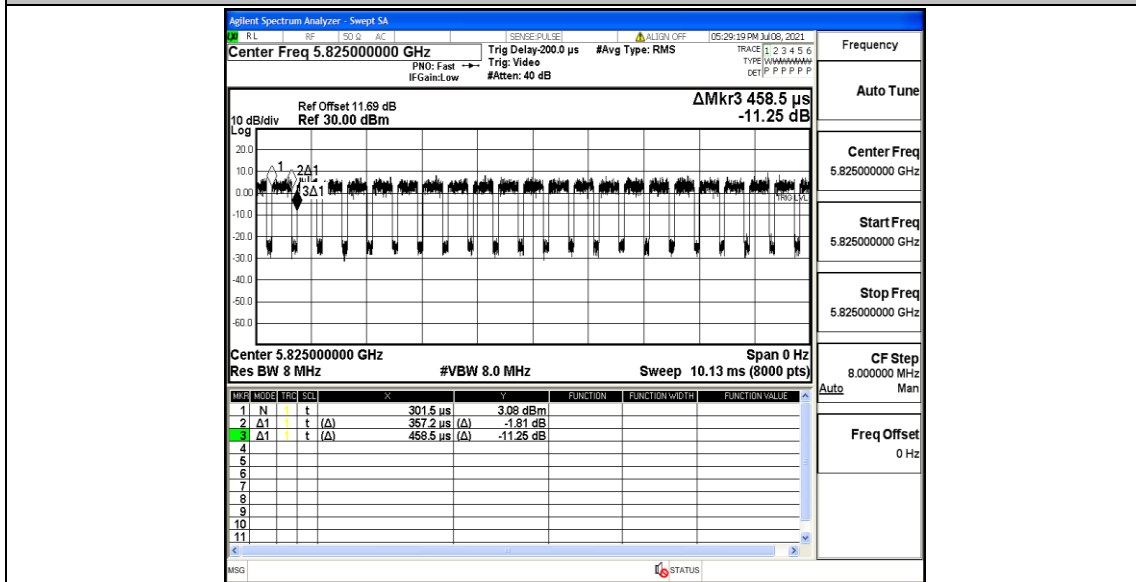 Agilent Spectrum Analyzer - Swept SA
RL RF 50 Ω AC SENSE:PULSE ALIGN OFF 05:29:19 PM Jul 08, 2021
Center Freq 5.825000000 GHz
PNO: Fast
IFGain:Low
Trig Delay-200.0 µs
Trig: Video
#Atten: 40 dB
#Avg Type: RMS
TRACE 1 2 3 4 5 6
TYPE
DET P P P P P P
Frequency
Auto Tune
Center Freq
5.825000000 GHz
Start Freq
5.825000000 GHz
Stop Freq
5.825000000 GHz
CF Step
8.000000 MHz
Auto Man
Freq Offset
0 Hz
ΔMkr3 458.5 µs
-11.25 dB
Ref Offset 11.69 dB
10 dB/div Ref 30.00 dBm
Log
20.0
10.0
0.00
-10.0
-20.0
-30.0
-40.0
-50.0
-60.0
1
2Δ1
3Δ1
TRIG LVL
Center 5.825000000 GHz Span 0 Hz
Res BW 8 MHz #VBW 8.0 MHz Sweep 10.13 ms (8000 pts)
MKR MODE TRC SCL X Y FUNCTION FUNCTION WIDTH FUNCTION VALUE
1 N 1 t 301.5 µs 3.08 dBm
2 Δ1 1 t (Δ) 357.2 µs (Δ) -1.81 dB
3 Δ1 1 t (Δ) 458.5 µs (Δ) -11.25 dB
4
5
6
7
8
9
10
11
MSG STATUS